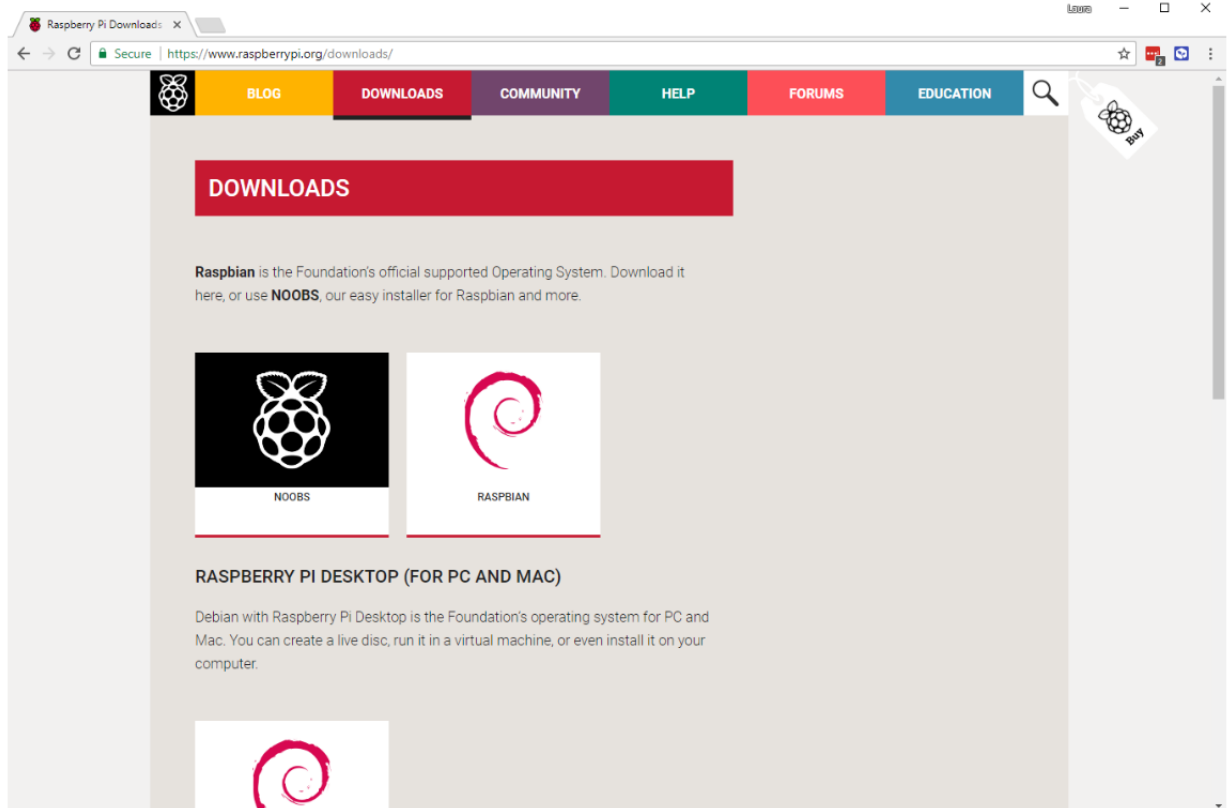 Laura
Raspberry Pi Downloads
Secure | https://www.raspberrypi.org/downloads/
2
BLOG DOWNLOADS COMMUNITY HELP FORUMS EDUCATION
Buy
DOWNLOADS
Raspbian is the Foundation's official supported Operating System. Download it
here, or use NOOBS, our easy installer for Raspbian and more.
NOOBS RASPBIAN
RASPBERRY PI DESKTOP (FOR PC AND MAC)
Debian with Raspberry Pi Desktop is the Foundation's operating system for PC and
Mac. You can create a live disc, run it in a virtual machine, or even install it on your
computer.